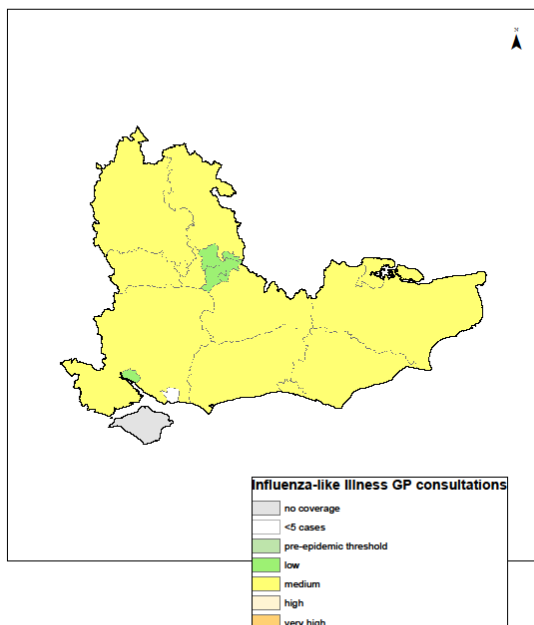 N
Influenza-like Illness GP consultations
no coverage
<5 cases
pre-epidemic threshold
low
medium
high
very high